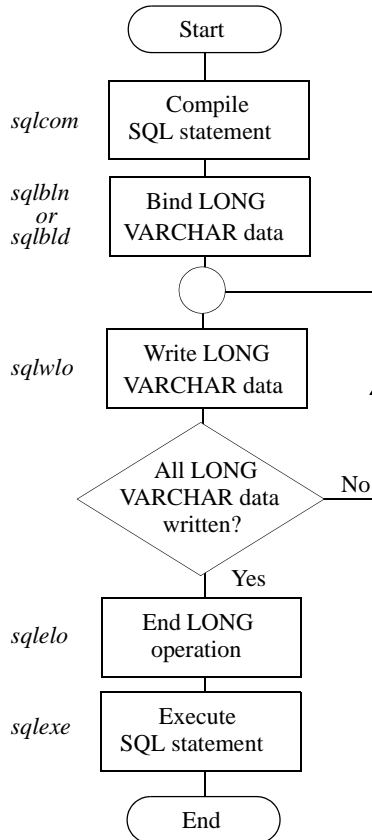 Start
sqlcom
Compile
SQL statement
sqlbln
or
sqlbld
Bind LONG
VARCHAR data
sqlwlo
Write LONG
VARCHAR data
All LONG
VARCHAR data
written?
No
Yes
sqlelo
End LONG
operation
sqlexe
Execute
SQL statement
End